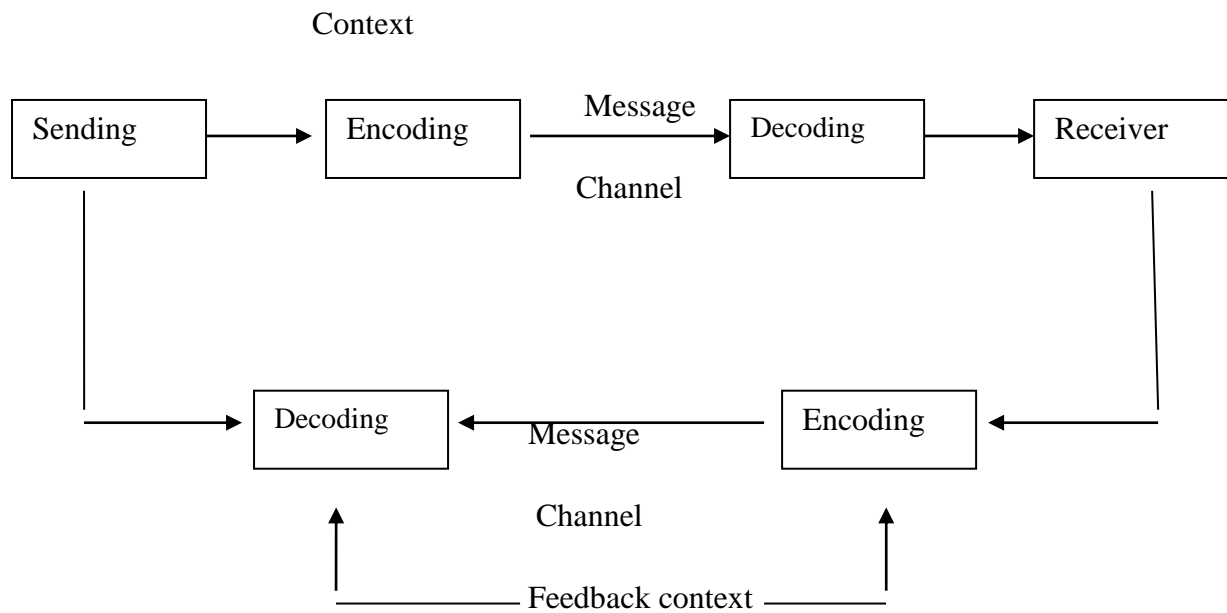 Context
Sending
Encoding
Message
Decoding
Receiver
Channel
Decoding
Message
Encoding
Channel
Feedback context